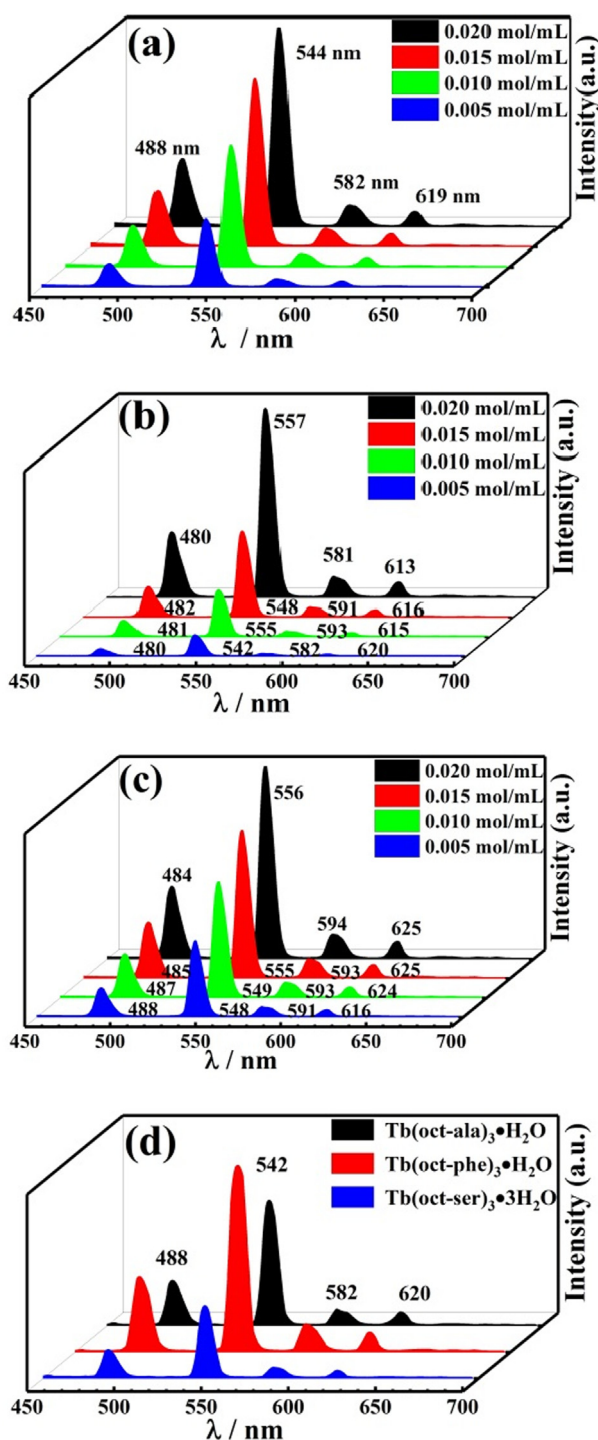 (a)
0.020 mol/mL
0.015 mol/mL
0.010 mol/mL
0.005 mol/mL
544 nm
488 nm
582 nm
619 nm
Intensity(a.u.)
450 500 550 600 650 700
λ / nm
(b)
0.020 mol/mL
0.015 mol/mL
0.010 mol/mL
0.005 mol/mL
557
480
581
613
482 548 591 616
481 555 593 615
480 542 582 620
Intensity (a.u.)
450 500 550 600 650 700
λ / nm
(c)
0.020 mol/mL
0.015 mol/mL
0.010 mol/mL
0.005 mol/mL
556
484
594
625
485 555 593 625
487 549 593 624
488 548 591 616
Intensity (a.u.)
450 500 550 600 650 700
λ / nm
(d)
Tb(oct-ala)₃•H₂O
Tb(oct-phe)₃•H₂O
Tb(oct-ser)₃•3H₂O
542
488
582
620
Intensity (a.u.)
450 500 550 600 650 700
λ / nm